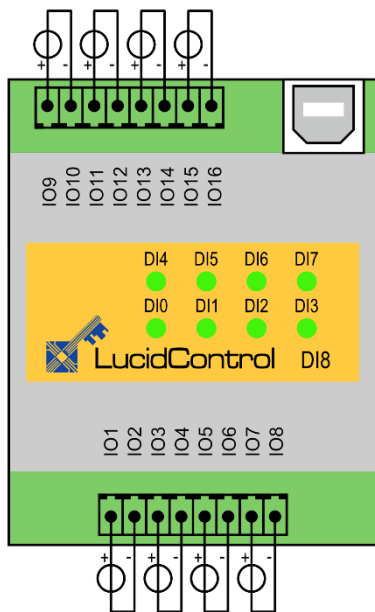 + - + - + - + -
IO9 IO10 IO11 IO12 IO13 IO14 IO15 IO16
DI4 DI5 DI6 DI7
DI0 DI1 DI2 DI3
LucidControl DI8
IO1 IO2 IO3 IO4 IO5 IO6 IO7 IO8
+ - + - + - + -